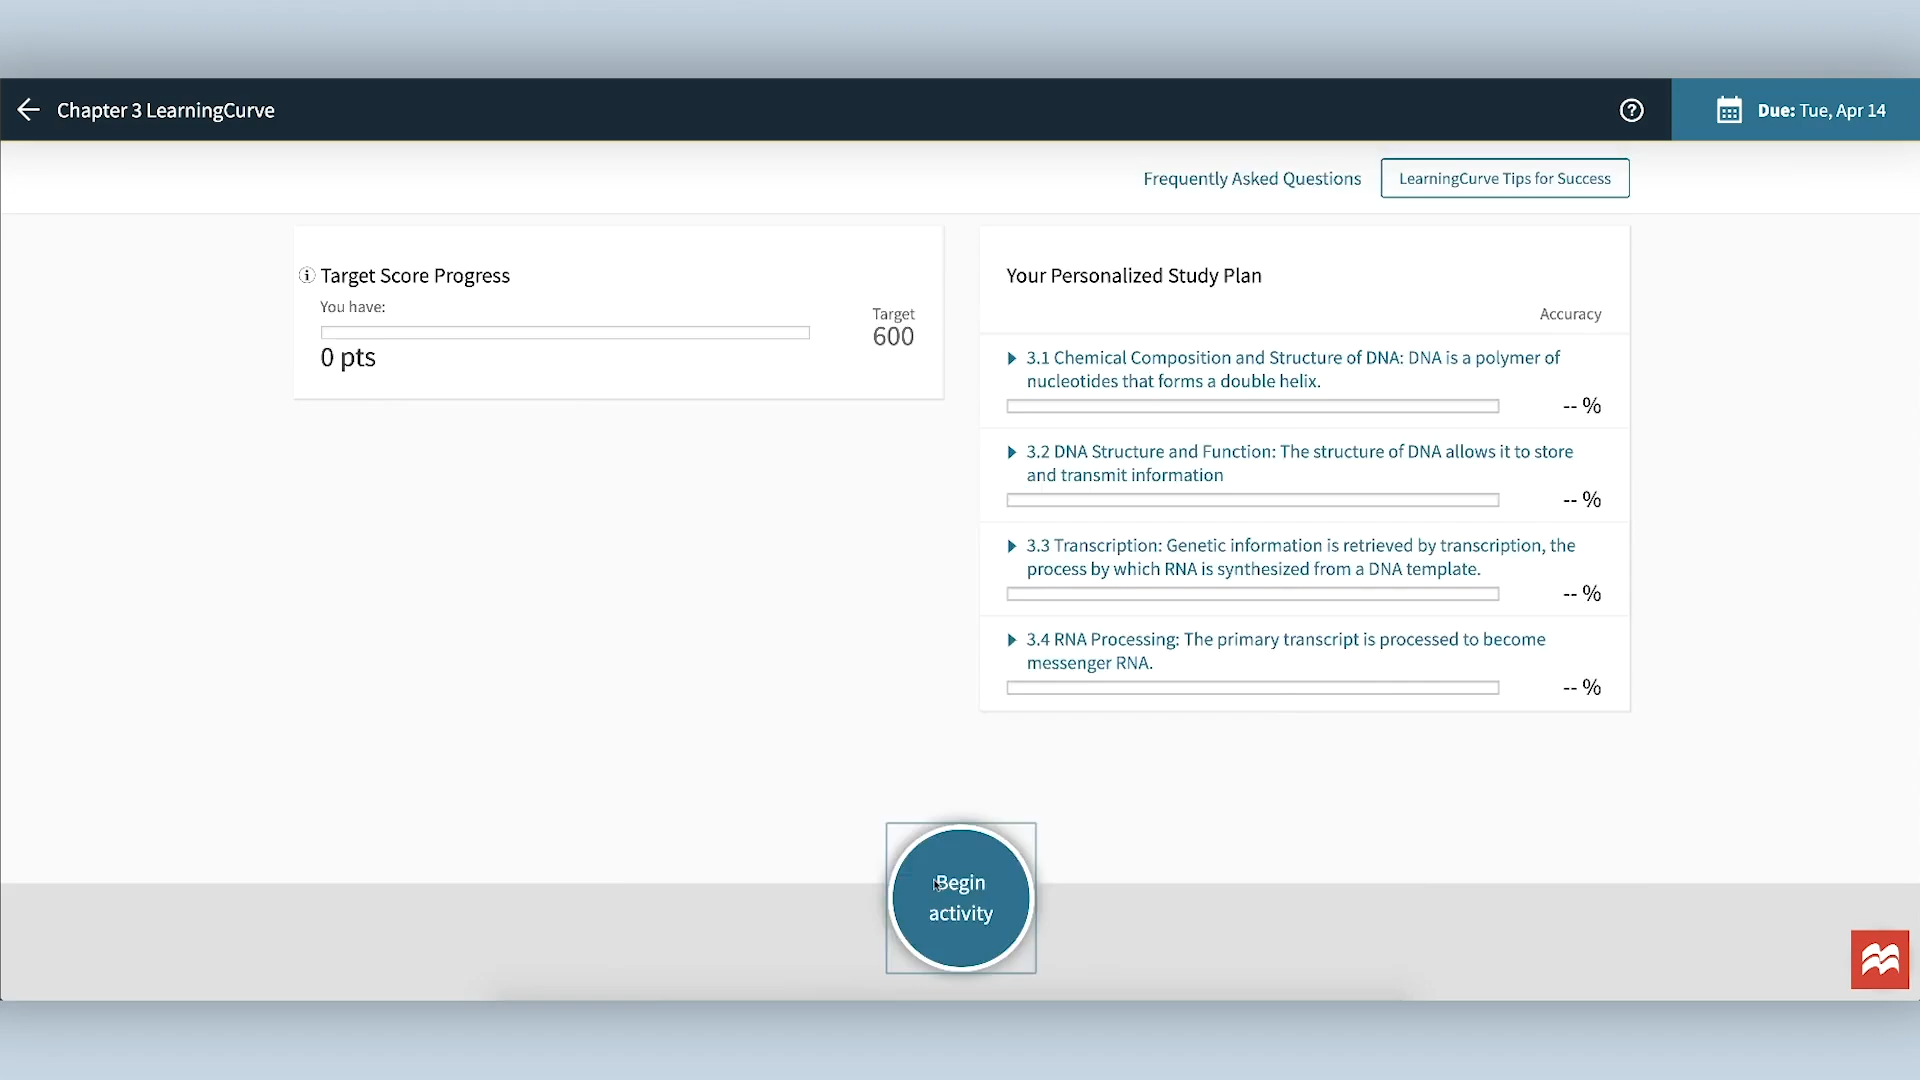 Chapter 3 LearningCurve
Due: Tue, Apr 14
Frequently Asked Questions
LearningCurve Tips for Success
Target Score Progress
You have:
Target
600
0 pts
Your Personalized Study Plan
Accuracy
3.1 Chemical Composition and Structure of DNA: DNA is a polymer of
nucleotides that forms a double helix.
-- %
3.2 DNA Structure and Function: The structure of DNA allows it to store
and transmit information
-- %
3.3 Transcription: Genetic information is retrieved by transcription, the
process by which RNA is synthesized from a DNA template.
-- %
3.4 RNA Processing: The primary transcript is processed to become
messenger RNA.
-- %
Begin
activity